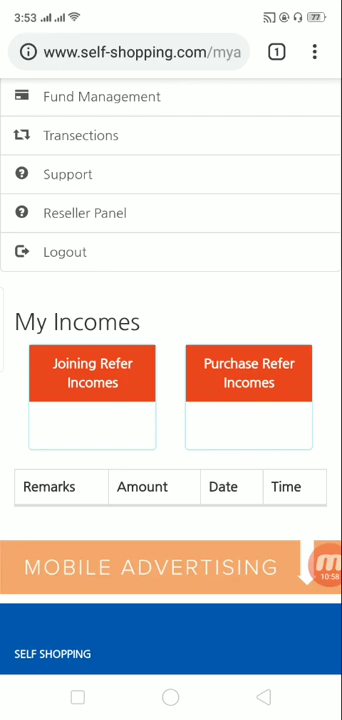 3:53
77
www.self-shopping.com/mya
1
Fund Management
Transections
Support
Reseller Panel
Logout
My Incomes
Joining Refer
Incomes
Purchase Refer
Incomes
Remarks Amount Date Time
MOBILE ADVERTISING
10:58
SELF SHOPPING